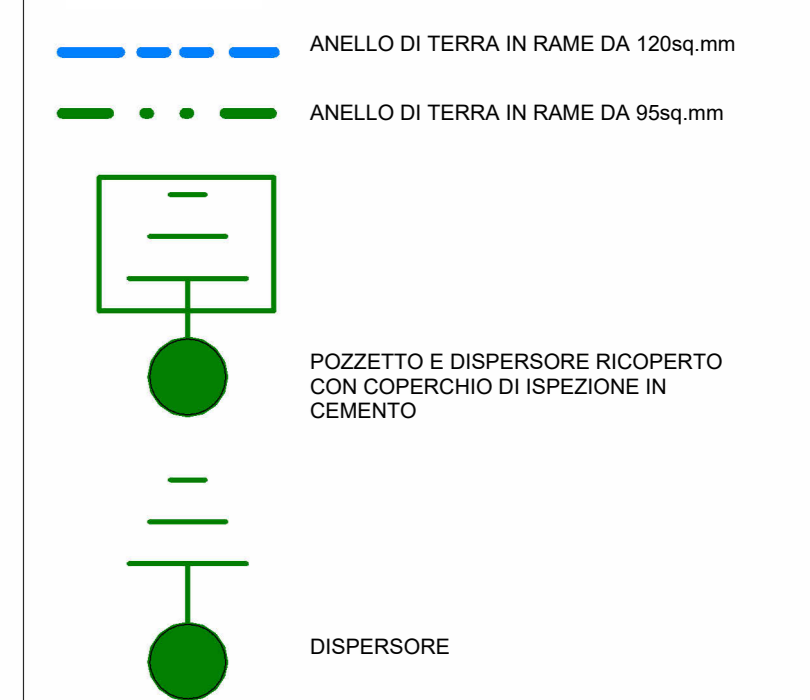 ANELLO DI TERRA IN RAME DA 120sq.mm
ANELLO DI TERRA IN RAME DA 95sq.mm
POZZETTO E DISPERSORE RICOPERTO
CON COPERCHIO DI ISPEZIONE IN
CEMENTO
DISPERSORE